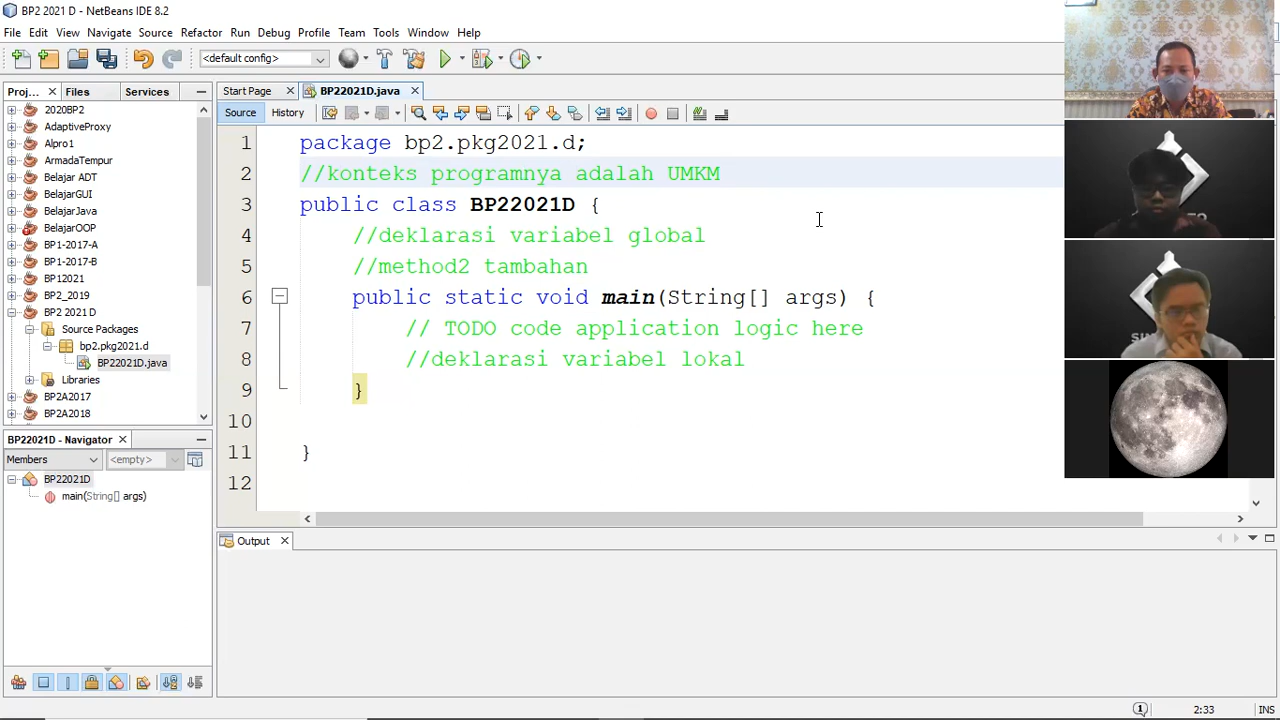 BP2 2021 D - NetBeans IDE 8.2
File Edit View Navigate Source Refactor Run Debug Profile Team Tools Window Help
<default config>
Proj... Files Services
2020BP2
AdaptiveProxy
Alpro1
ArmadaTempur
Belajar ADT
BelajarGUI
BelajarJava
BelajarOOP
BP1-2017-A
BP1-2017-B
BP12021
BP2_2019
BP2 2021 D
Source Packages
bp2.pkg2021.d
BP22021D.java
Libraries
BP2A2017
BP2A2018
BP22021D - Navigator
Members <empty>
BP22021D
main(String[] args)
Start Page BP22021D.java
Source History
1 package bp2.pkg2021.d;
2 //konteks programnya adalah UMKM
3 public class BP22021D {
4 //deklarasi variabel global
5 //method2 tambahan
6 public static void main(String[] args) {
7 // TODO code application logic here
8 //deklarasi variabel lokal
9 }
10
11 }
12
Output
2:33 INS